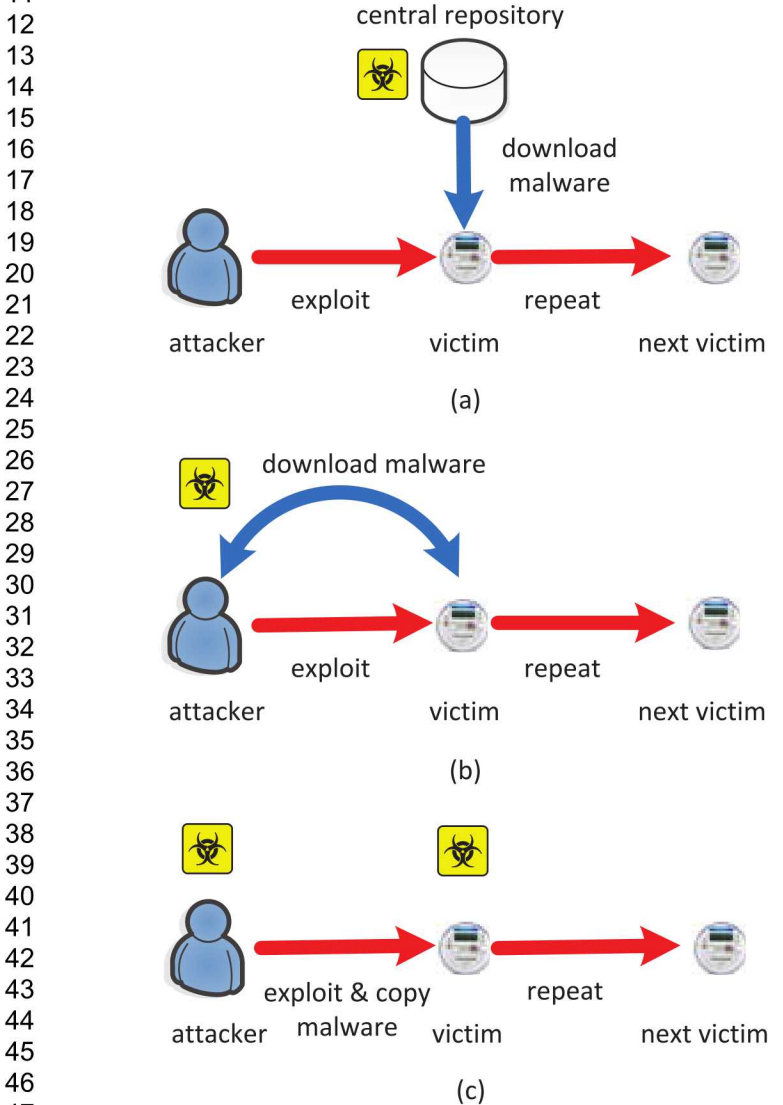 12
13
14
15
16
17
18
19
20
21
22
23
24
25
26
27
28
29
30
31
32
33
34
35
36
37
38
39
40
41
42
43
44
45
46
central repository
download
malware
exploit
repeat
attacker
victim
next victim
(a)
download malware
exploit
repeat
attacker
victim
next victim
(b)
exploit & copy
malware
repeat
attacker
victim
next victim
(c)